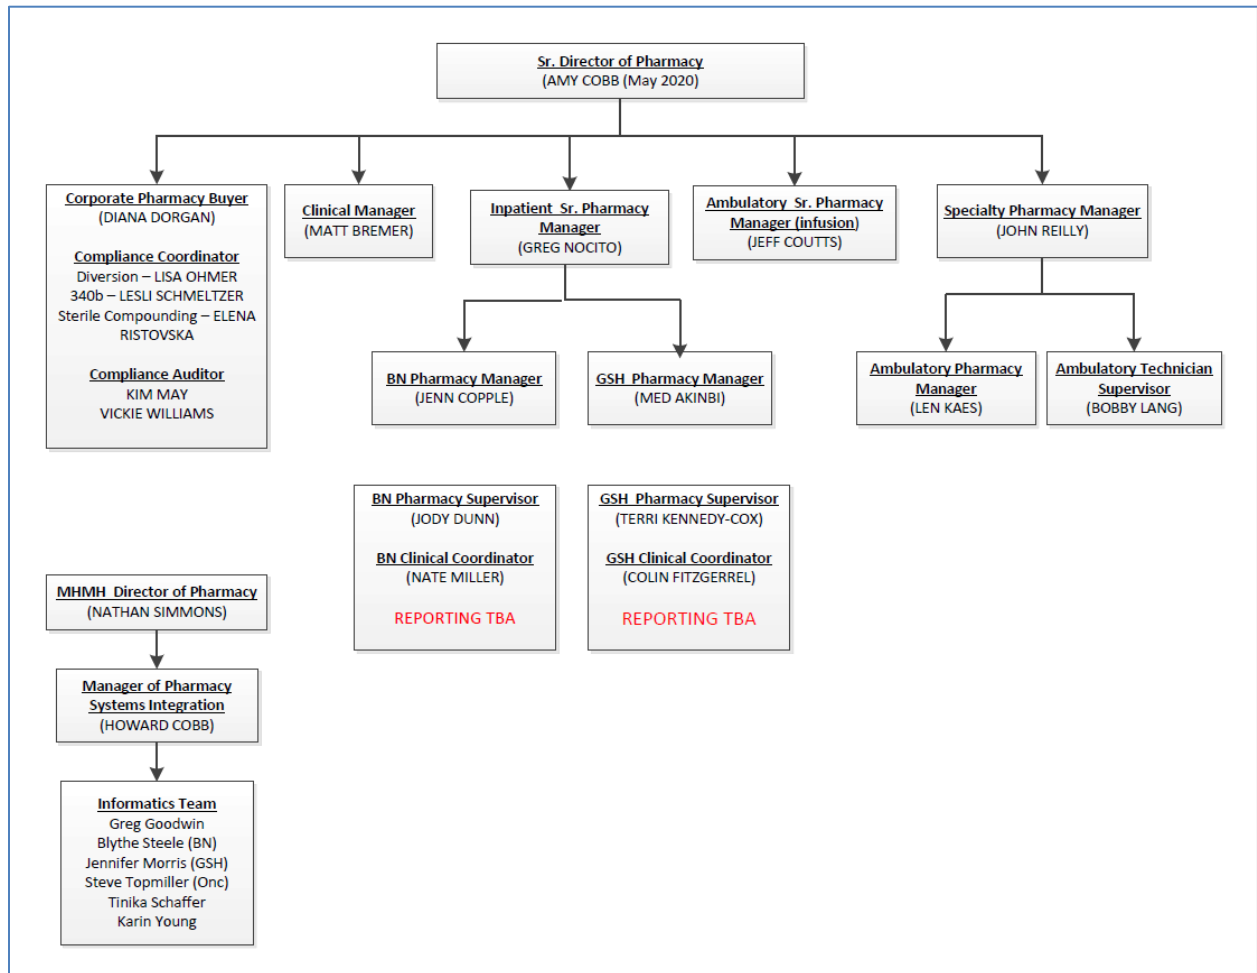 Sr. Director of Pharmacy
(AMY COBB (May 2020)
Corporate Pharmacy Buyer
(DIANA DORGAN)
Compliance Coordinator
Diversion – LISA OHMER
340b – LESLI SCHMELTZER
Sterile Compounding – ELENA
RISTOVSKA
Compliance Auditor
KIM MAY
VICKIE WILLIAMS
Clinical Manager
(MATT BREMER)
Inpatient Sr. Pharmacy
Manager
(GREG NOCITO)
Ambulatory Sr. Pharmacy
Manager (infusion)
(JEFF COUTTS)
Specialty Pharmacy Manager
(JOHN REILLY)
BN Pharmacy Manager
(JENN COPPLE)
GSH Pharmacy Manager
(MED AKINBI)
Ambulatory Pharmacy
Manager
(LEN KAES)
Ambulatory Technician
Supervisor
(BOBBY LANG)
BN Pharmacy Supervisor
(JODY DUNN)
BN Clinical Coordinator
(NATE MILLER)
REPORTING TBA
GSH Pharmacy Supervisor
(TERRI KENNEDY-COX)
GSH Clinical Coordinator
(COLIN FITZGERREL)
REPORTING TBA
MHMH Director of Pharmacy
(NATHAN SIMMONS)
Manager of Pharmacy
Systems Integration
(HOWARD COBB)
Informatics Team
Greg Goodwin
Blythe Steele (BN)
Jennifer Morris (GSH)
Steve Topmiller (Onc)
Tinika Schaffer
Karin Young